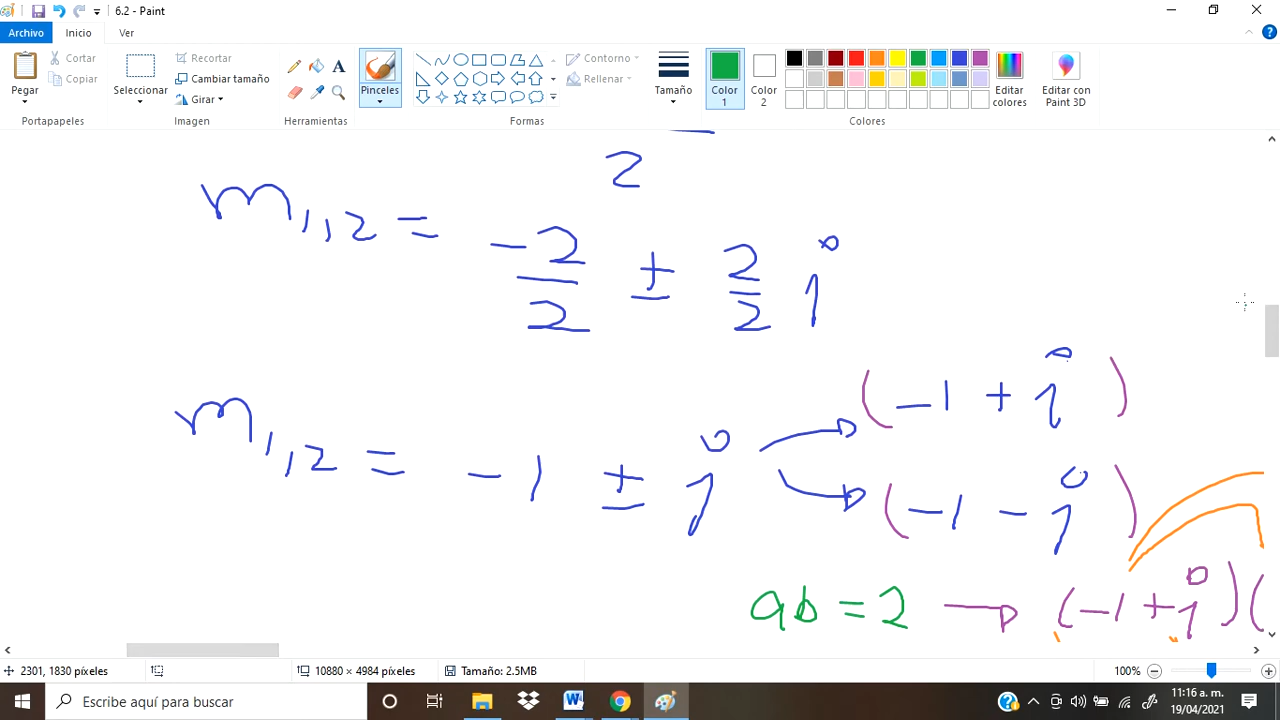 6.2 - Paint
Archivo Inicio Ver
Pegar
Cortar
Copiar
Portapapeles
Seleccionar
Recortar
Cambiar tamaño
Girar
Imagen
A
Herramientas
Pinceles
Contorno
Rellenar
Formas
Tamaño
Color 1
Color 2
Editar colores
Editar con Paint 3D
Colores
2
m1,2 = -2/2 ± 2/2 i
(-1 + i)
m1,2 = -1 ± i
(-1 - i)
ab = 2 → (-1 + i)(
2301, 1830 píxeles 10880 × 4984 píxeles Tamaño: 2.5MB 100%
Escribe aquí para buscar
11:16 a. m.
19/04/2021